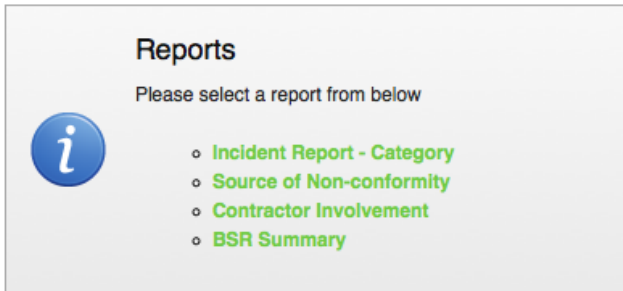 Reports
Please select a report from below
Incident Report - Category
Source of Non-conformity
Contractor Involvement
BSR Summary